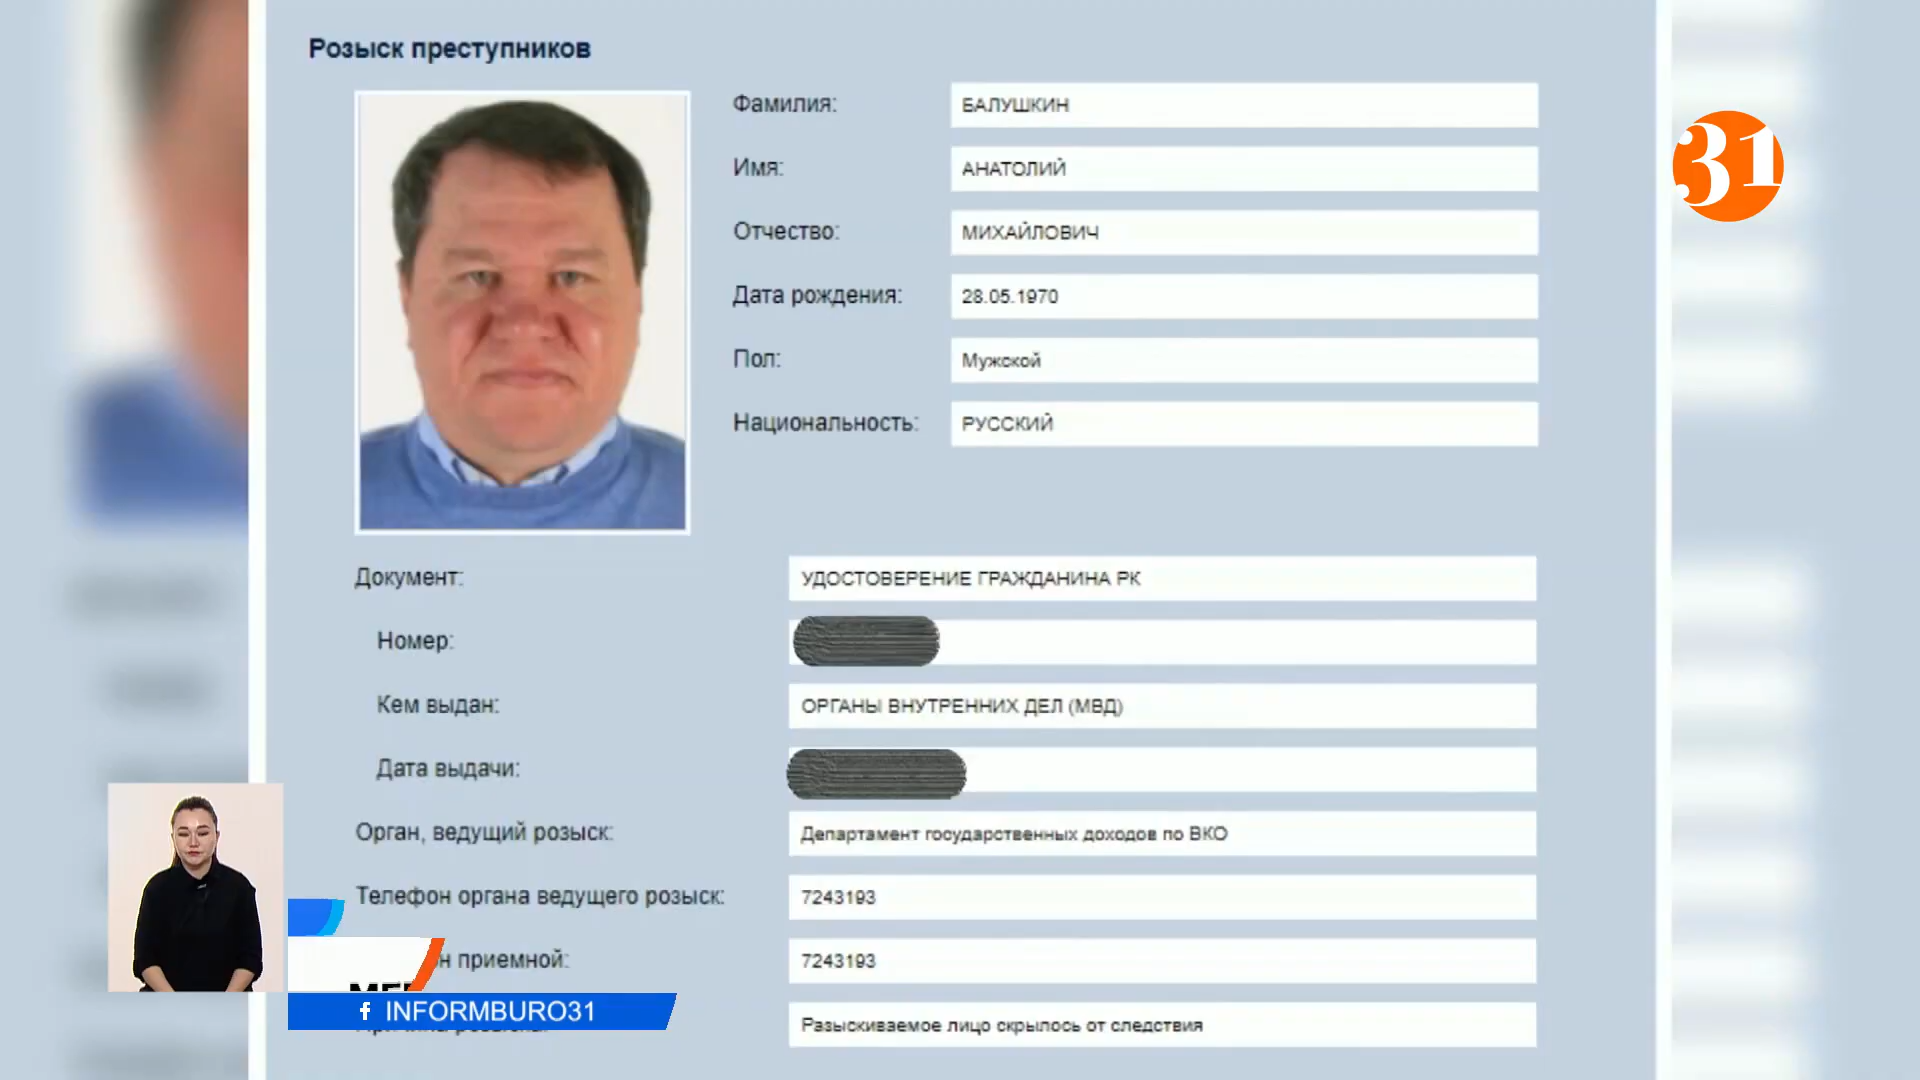 Розыск преступников
Фамилия: БАЛУШКИН
Имя: АНАТОЛИЙ
Отчество: МИХАЙЛОВИЧ
Дата рождения: 28.05.1970
Пол: Мужской
Национальность: РУССКИЙ
31
Документ: УДОСТОВЕРЕНИЕ ГРАЖДАНИНА РК
Номер:
Кем выдан: ОРГАНЫ ВНУТРЕННИХ ДЕЛ (МВД)
Дата выдачи:
Орган, ведущий розыск: Департамент государственных доходов по ВКО
Телефон органа ведущего розыск: 7243193
приемной: 7243193
INFORMBURO31
Разыскиваемое лицо скрылось от следствия